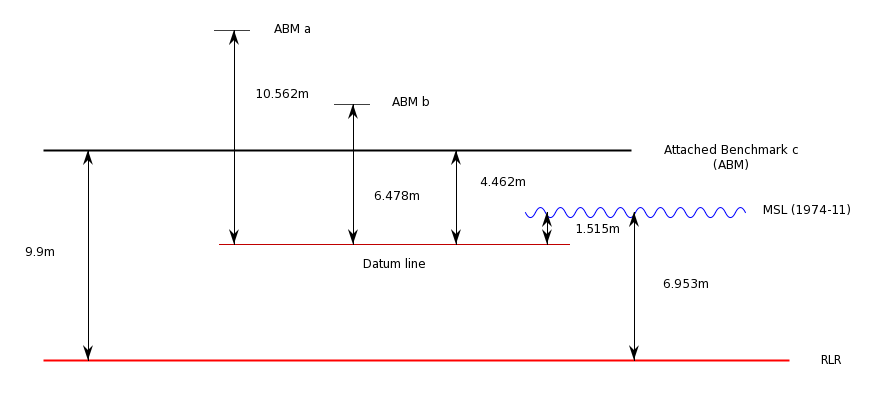 ABM a
10.562m
ABM b
Attached Benchmark c
(ABM)
4.462m
6.478m
MSL (1974-11)
1.515m
9.9m
Datum line
6.953m
RLR